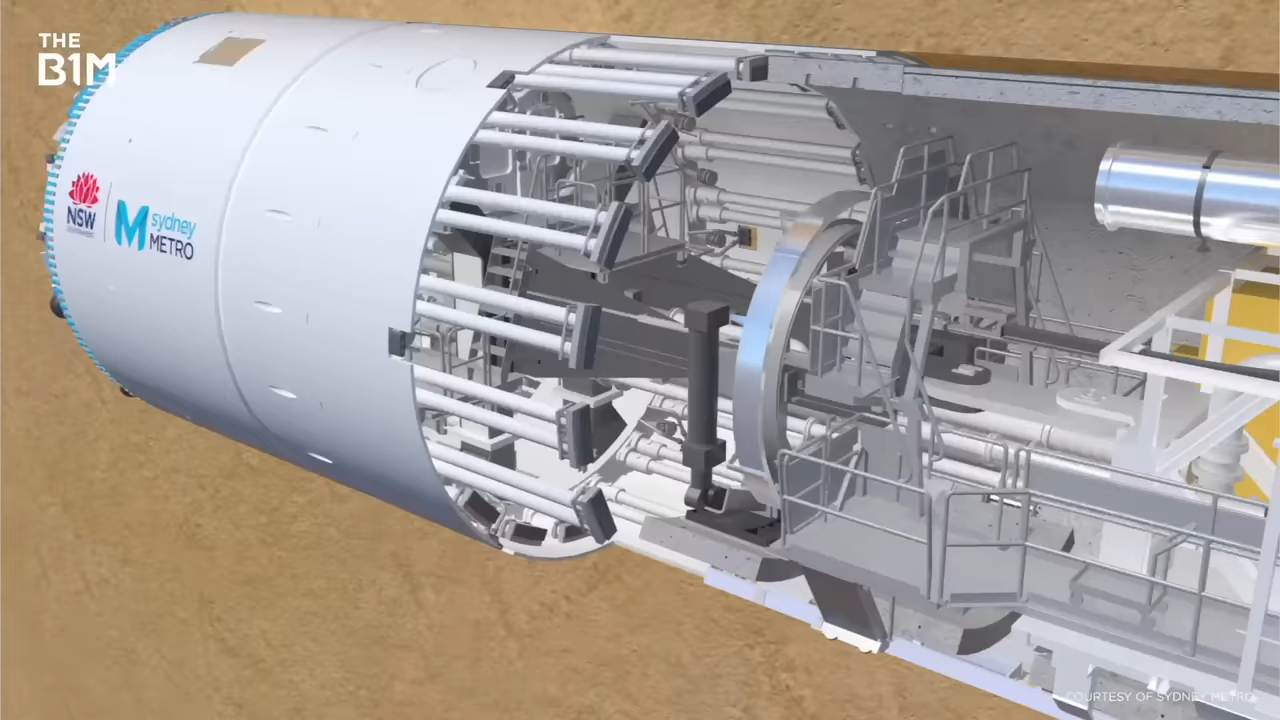 THE
B1M
NSW
sydney
METRO
COURTESY OF SYDNEY METRO